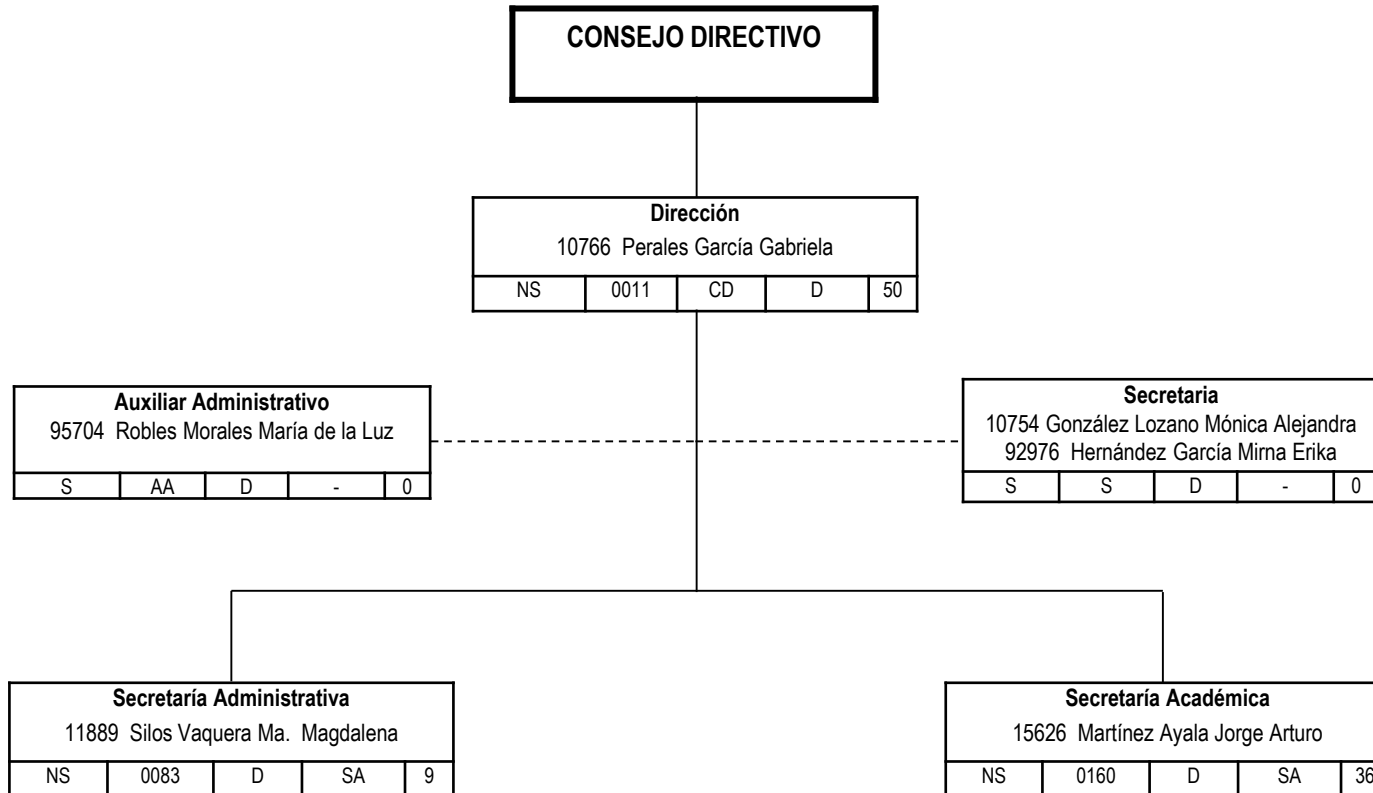 CONSEJO DIRECTIVO
Dirección
10766 Perales García Gabriela
NS 0011 CD D 50
Auxiliar Administrativo
95704 Robles Morales María de la Luz
S AA D - 0
Secretaria
10754 González Lozano Mónica Alejandra
92976 Hernández García Mirna Erika
S S D - 0
Secretaría Administrativa
11889 Silos Vaquera Ma. Magdalena
NS 0083 D SA 9
Secretaría Académica
15626 Martínez Ayala Jorge Arturo
NS 0160 D SA 36